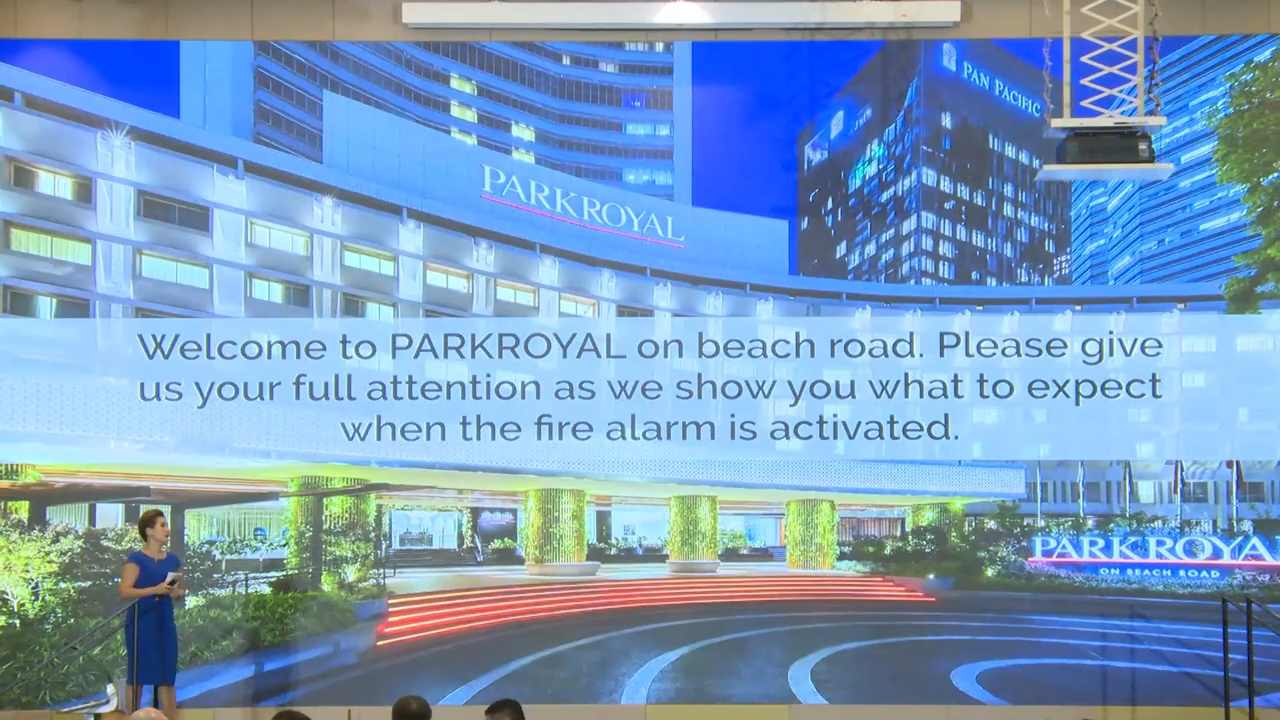 PAN PACIFIC
PARKROYAL
Welcome to PARKROYAL on beach road. Please give
us your full attention as we show you what to expect
when the fire alarm is activated.
PARKROYA
ON BEACH ROAD